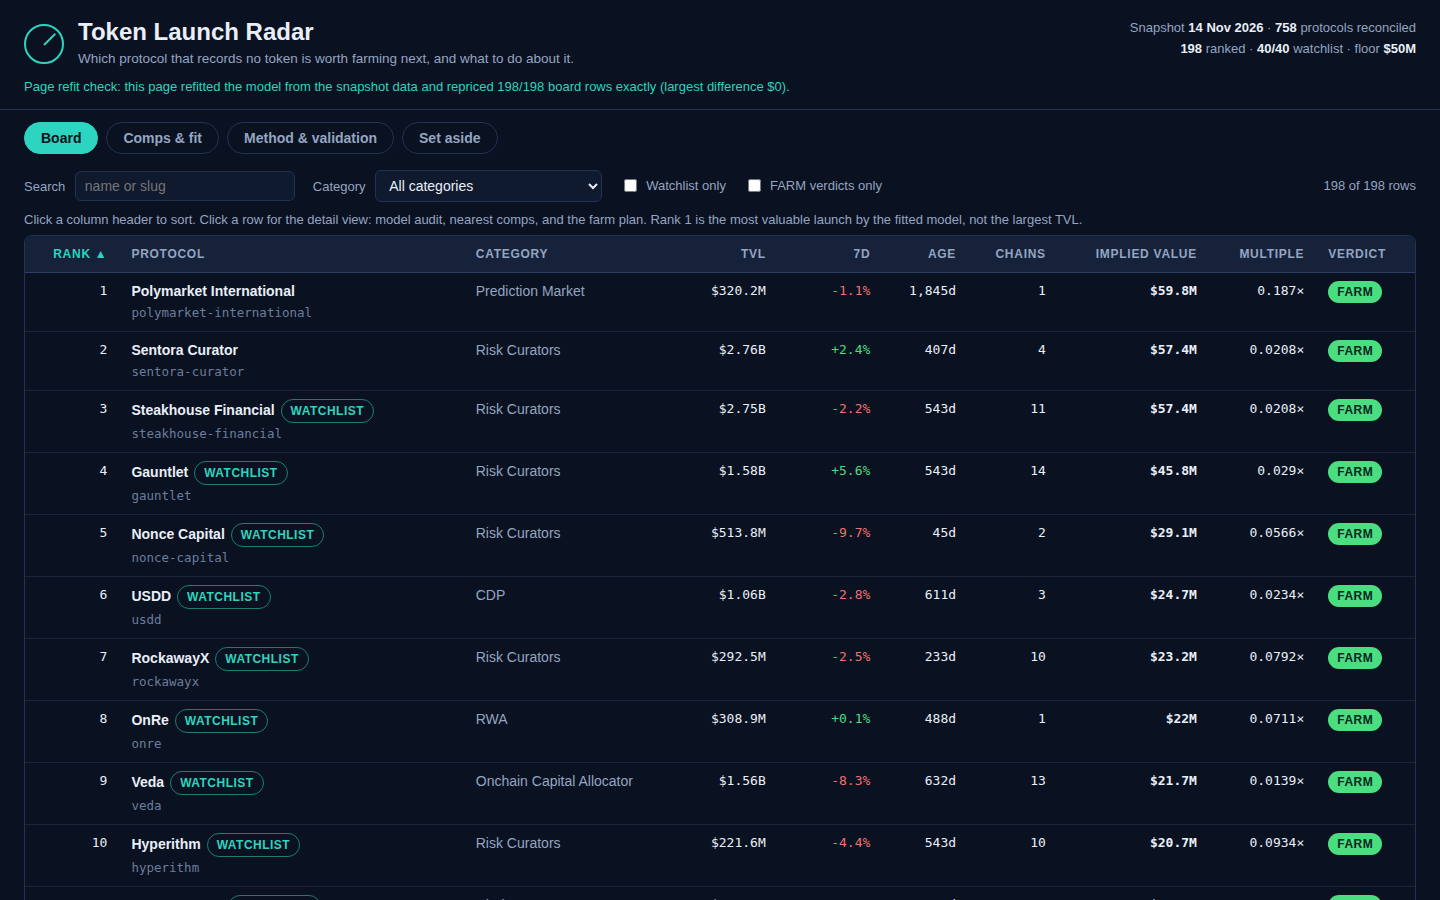 Token Launch Radar
Which protocol that records no token is worth farming next, and what to do about it.
Snapshot 14 Nov 2026 · 758 protocols reconciled
198 ranked · 40/40 watchlist · floor $50M
Page refit check: this page refitted the model from the snapshot data and repriced 198/198 board rows exactly (largest difference $0).
Board Comps & fit Method & validation Set aside
Search name or slug Category All categories Watchlist only FARM verdicts only 198 of 198 rows
Click a column header to sort. Click a row for the detail view: model audit, nearest comps, and the farm plan. Rank 1 is the most valuable launch by the fitted model, not the largest TVL.
RANK ▲ PROTOCOL CATEGORY TVL 7D AGE CHAINS IMPLIED VALUE MULTIPLE VERDICT
1 Polymarket International Prediction Market $320.2M -1.1% 1,845d 1 $59.8M 0.187× FARM
polymarket-international
2 Sentora Curator Risk Curators $2.76B +2.4% 407d 4 $57.4M 0.0208× FARM
sentora-curator
3 Steakhouse Financial WATCHLIST Risk Curators $2.75B -2.2% 543d 11 $57.4M 0.0208× FARM
steakhouse-financial
4 Gauntlet WATCHLIST Risk Curators $1.58B +5.6% 543d 14 $45.8M 0.029× FARM
gauntlet
5 Nonce Capital WATCHLIST Risk Curators $513.8M -9.7% 45d 2 $29.1M 0.0566× FARM
nonce-capital
6 USDD WATCHLIST CDP $1.06B -2.8% 611d 3 $24.7M 0.0234× FARM
usdd
7 RockawayX WATCHLIST Risk Curators $292.5M -2.5% 233d 10 $23.2M 0.0792× FARM
rockawayx
8 OnRe WATCHLIST RWA $308.9M +0.1% 488d 1 $22M 0.0711× FARM
onre
9 Veda WATCHLIST Onchain Capital Allocator $1.56B -8.3% 632d 13 $21.7M 0.0139× FARM
veda
10 Hyperithm WATCHLIST Risk Curators $221.6M -4.4% 543d 10 $20.7M 0.0934× FARM
hyperithm